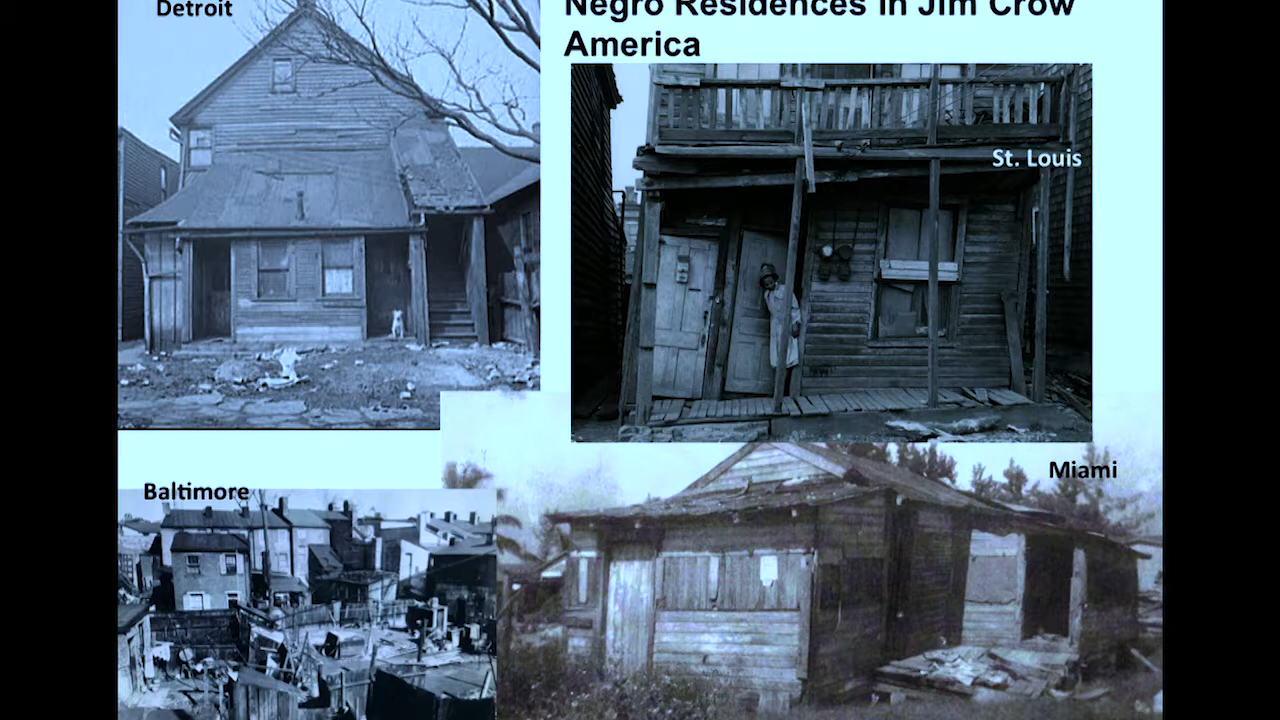 Detroit
Negro Residences in Jim Crow
America
St. Louis
Baltimore
Miami